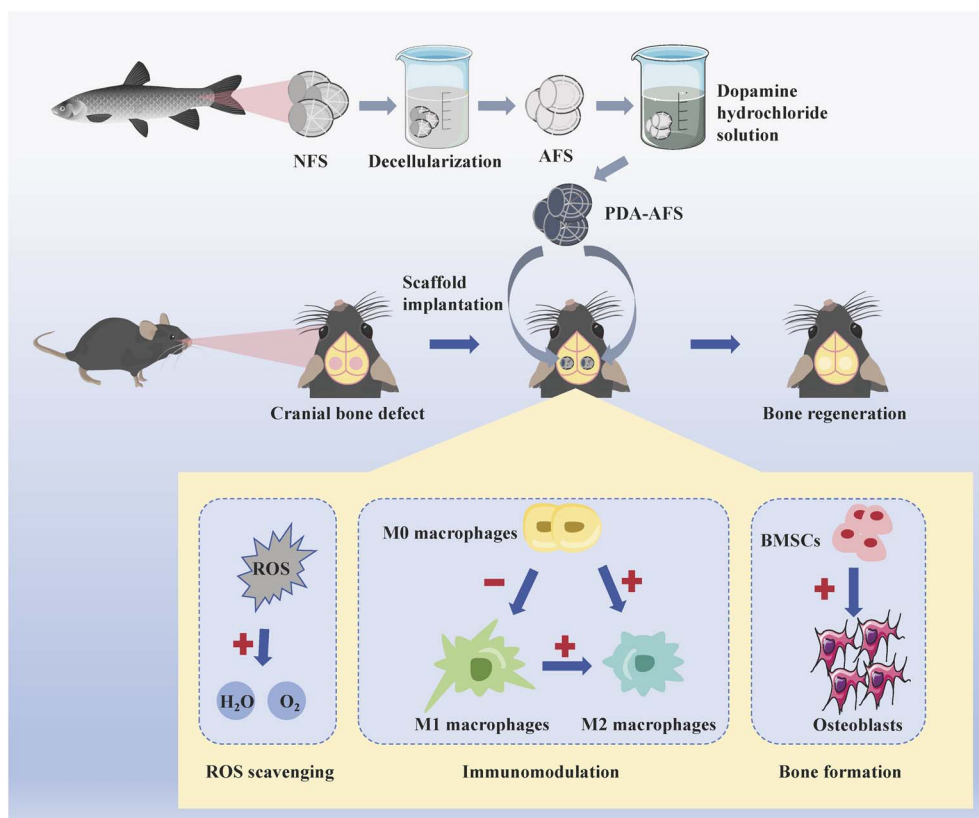 NFS
Decellularization
AFS
Dopamine
hydrochloride
solution
PDA-AFS
Scaffold
implantation
Cranial bone defect
Bone regeneration
ROS
H₂O
O₂
ROS scavenging
M0 macrophages
M1 macrophages
M2 macrophages
Immunomodulation
BMSCs
Osteoblasts
Bone formation